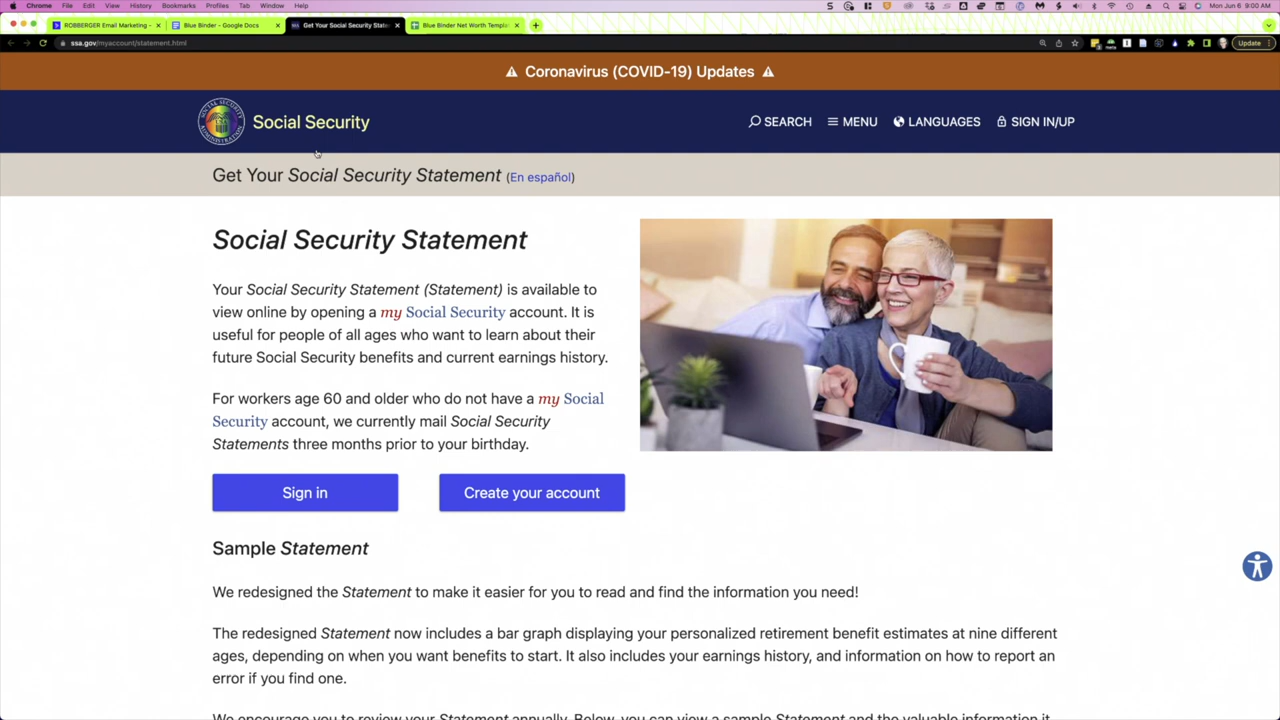 Chrome File Edit View History Bookmarks Profiles Tab Window Help
Mon Jun 6 9:00 AM
ROBBERGER Email Marketing -
Blue Binder - Google Docs
Get Your Social Security State
Blue Binder Net Worth Templ
ssa.gov/myaccount/statement.html
Update
Coronavirus (COVID-19) Updates
Social Security
SEARCH MENU LANGUAGES SIGN IN/UP
Get Your Social Security Statement (En español)
Social Security Statement
Your Social Security Statement (Statement) is available to
view online by opening a my Social Security account. It is
useful for people of all ages who want to learn about their
future Social Security benefits and current earnings history.
For workers age 60 and older who do not have a my Social
Security account, we currently mail Social Security
Statements three months prior to your birthday.
Sign in
Create your account
Sample Statement
We redesigned the Statement to make it easier for you to read and find the information you need!
The redesigned Statement now includes a bar graph displaying your personalized retirement benefit estimates at nine different
ages, depending on when you want benefits to start. It also includes your earnings history, and information on how to report an
error if you find one.
We encourage you to review your Statement annually. Below, you can view a sample Statement and the valuable information it